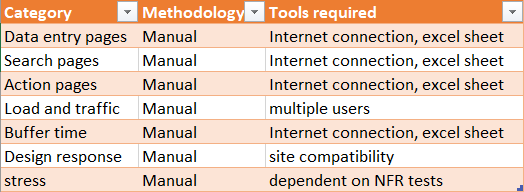 Category Methodology Tools required
Data entry pages Manual Internet connection, excel sheet
Search pages Manual Internet connection, excel sheet
Action pages Manual Internet connection, excel sheet
Load and traffic Manual multiple users
Buffer time Manual Internet connection, excel sheet
Design response Manual site compatibility
stress Manual dependent on NFR tests